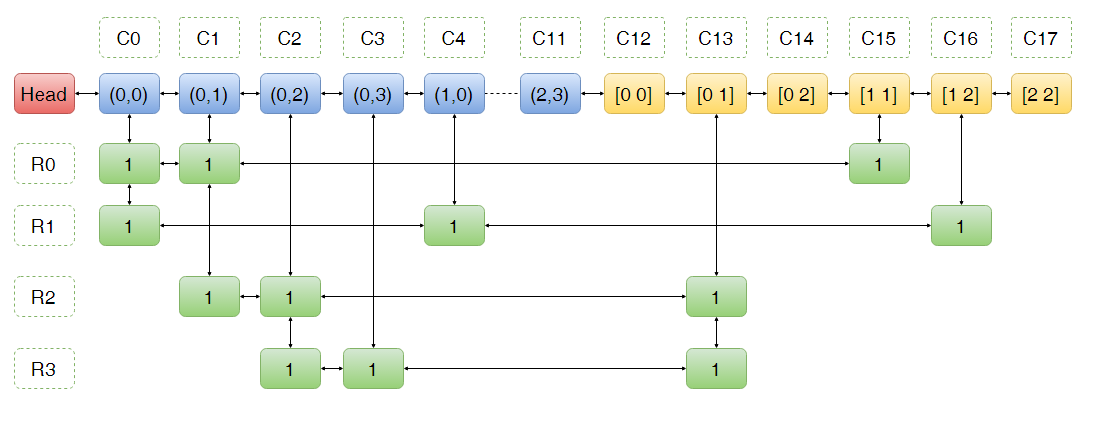 C0 C1 C2 C3 C4 C11 C12 C13 C14 C15 C16 C17
Head (0,0) (0,1) (0,2) (0,3) (1,0) (2,3) [0 0] [0 1] [0 2] [1 1] [1 2] [2 2]
R0 1 1 1
R1 1 1 1
R2 1 1 1
R3 1 1 1